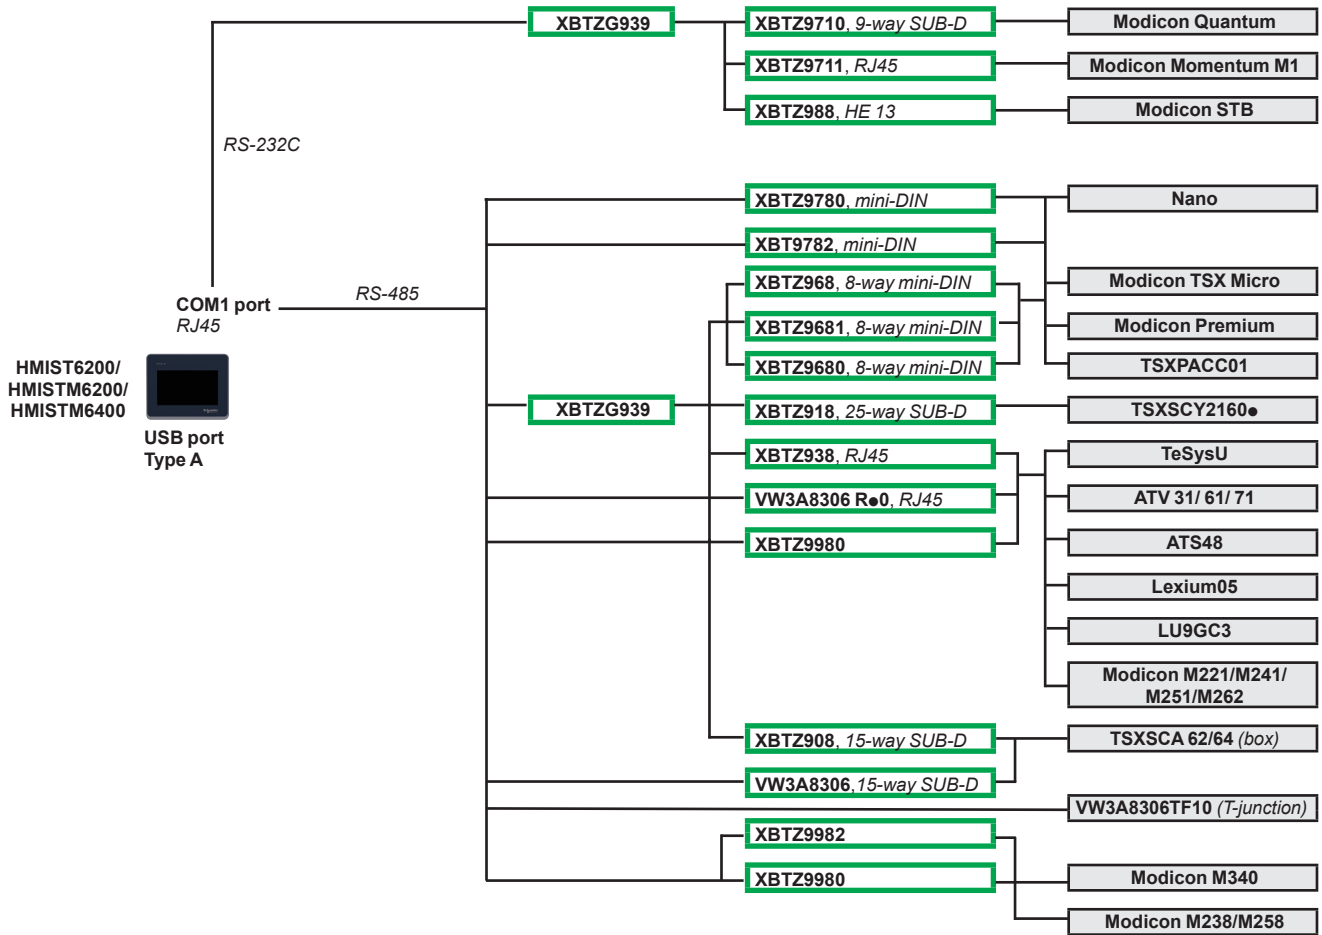 XBTZG939
XBTZ9710, 9-way SUB-D
Modicon Quantum
XBTZ9711, RJ45
Modicon Momentum M1
XBTZ988, HE 13
Modicon STB
RS-232C
XBTZ9780, mini-DIN
Nano
XBT9782, mini-DIN
XBTZ968, 8-way mini-DIN
Modicon TSX Micro
COM1 port
RJ45
RS-485
XBTZ9681, 8-way mini-DIN
Modicon Premium
XBTZ9680, 8-way mini-DIN
TSXPACC01
HMIST6200/
HMISTM6200/
HMISTM6400
USB port
Type A
XBTZG939
XBTZ918, 25-way SUB-D
TSXSCY2160●
XBTZ938, RJ45
TeSysU
VW3A8306 R●0, RJ45
ATV 31/ 61/ 71
XBTZ9980
ATS48
Lexium05
LU9GC3
Modicon M221/M241/
M251/M262
XBTZ908, 15-way SUB-D
TSXSCA 62/64 (box)
VW3A8306,15-way SUB-D
VW3A8306TF10 (T-junction)
XBTZ9982
XBTZ9980
Modicon M340
Modicon M238/M258